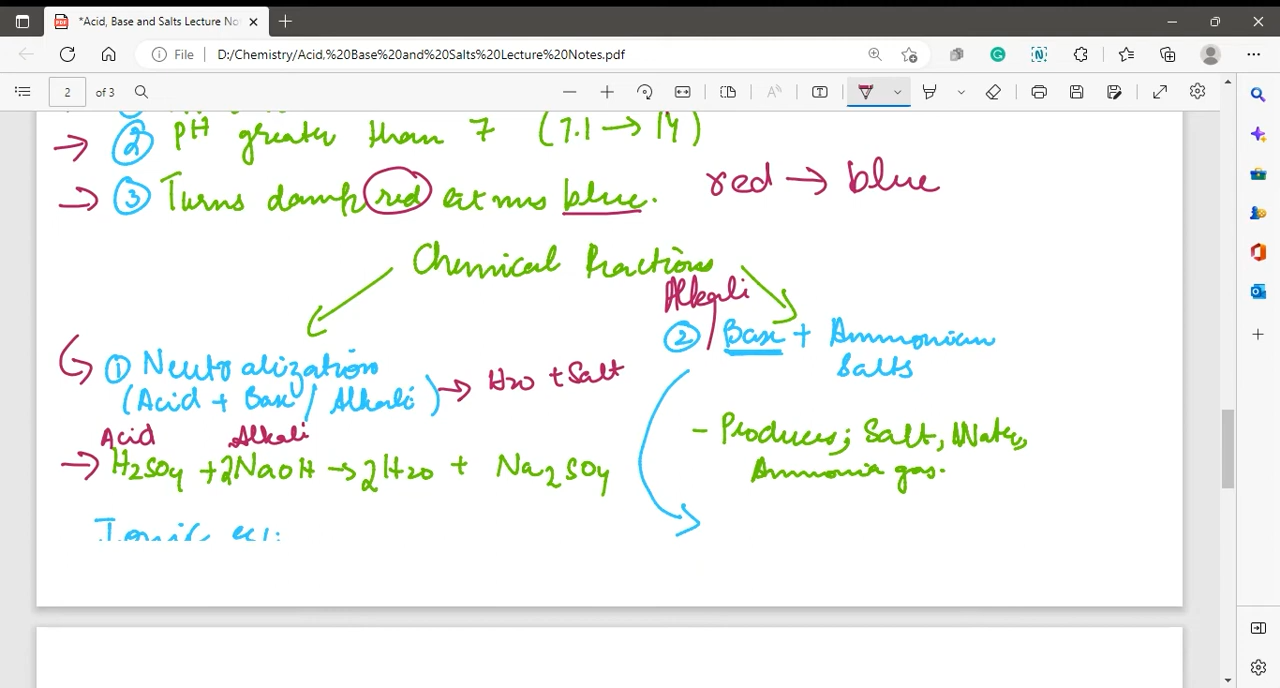 *Acid, Base and Salts Lecture No
File D:/Chemistry/Acid,%20Base%20and%20Salts%20Lecture%20Notes.pdf
2 of 3
→ ② PH greater than 7 (7.1 → 14)
→ ③ Turns damp red litmus blue. red → blue
Chemical Reactions
① Neutralization
(Acid + Base / Alkali) → H2O + Salt
Acid Alkali
→ H2SO4 + 2NaOH → 2H2O + Na2SO4
Ionic eq:
Alkali /
② Base + Ammonium
Salts
- Produces; Salt, Water,
Ammonia gas.